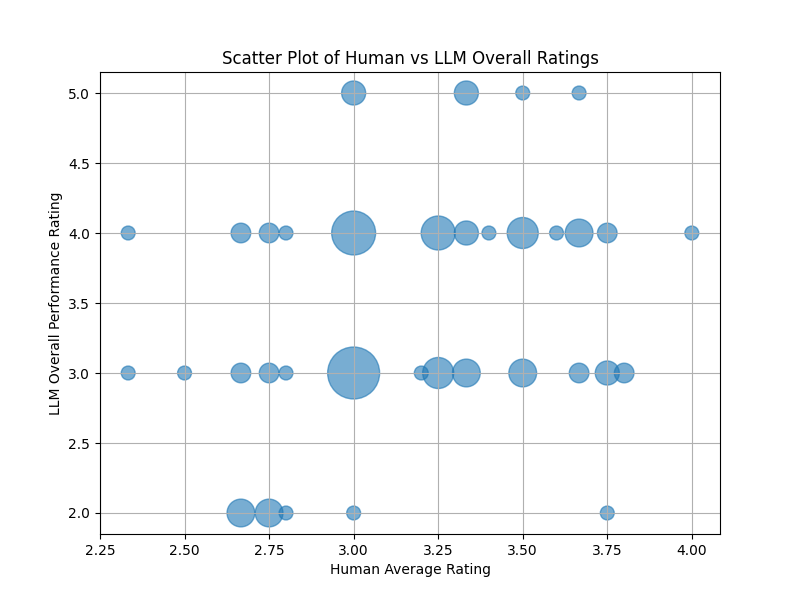 Scatter Plot of Human vs LLM Overall Ratings
5.0
4.5
4.0
3.5
3.0
2.5
2.0
LLM Overall Performance Rating
2.25 2.50 2.75 3.00 3.25 3.50 3.75 4.00
Human Average Rating